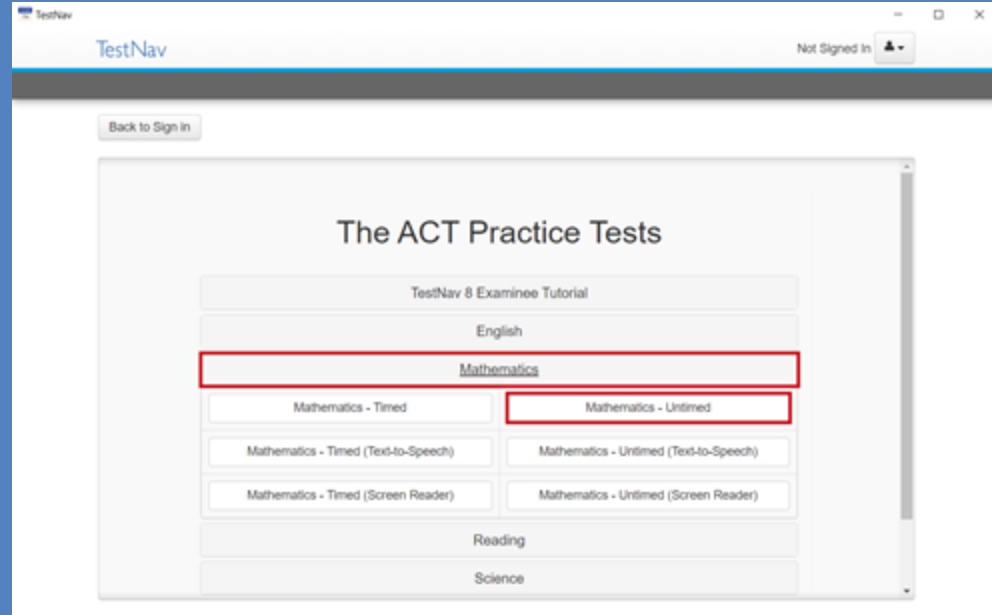 TestNav
TestNav
Not Signed In
Back to Sign in
The ACT Practice Tests
TestNav 8 Examinee Tutorial
English
Mathematics
Mathematics - Timed
Mathematics - Untimed
Mathematics - Timed (Text-to-Speech)
Mathematics - Untimed (Text-to-Speech)
Mathematics - Timed (Screen Reader)
Mathematics - Untimed (Screen Reader)
Reading
Science